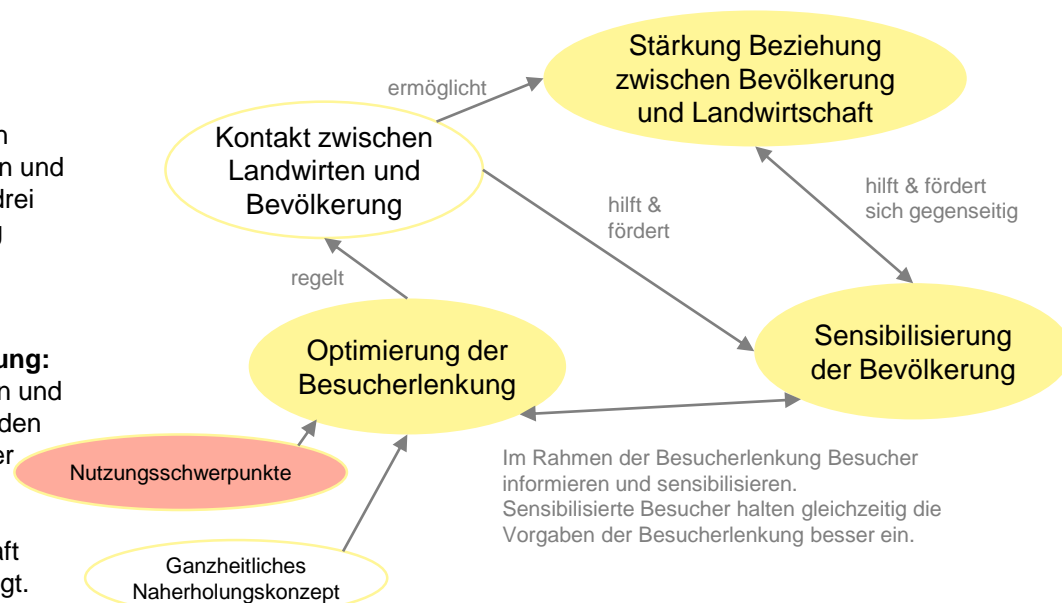 n
n und
drei
g
ung:
n und
den
er
aft
gt.
Stärkung Beziehung
zwischen Bevölkerung
und Landwirtschaft
ermöglicht
Kontakt zwischen
Landwirten und
Bevölkerung
hilft &
fördert
hilft & fördert
sich gegenseitig
regelt
Optimierung der
Besucherlenkung
Sensibilisierung
der Bevölkerung
Nutzungsschwerpunkte
Im Rahmen der Besucherlenkung Besucher
informieren und sensibilisieren.
Sensibilisierte Besucher halten gleichzeitig die
Vorgaben der Besucherlenkung besser ein.
Ganzheitliches
Naherholungskonzept